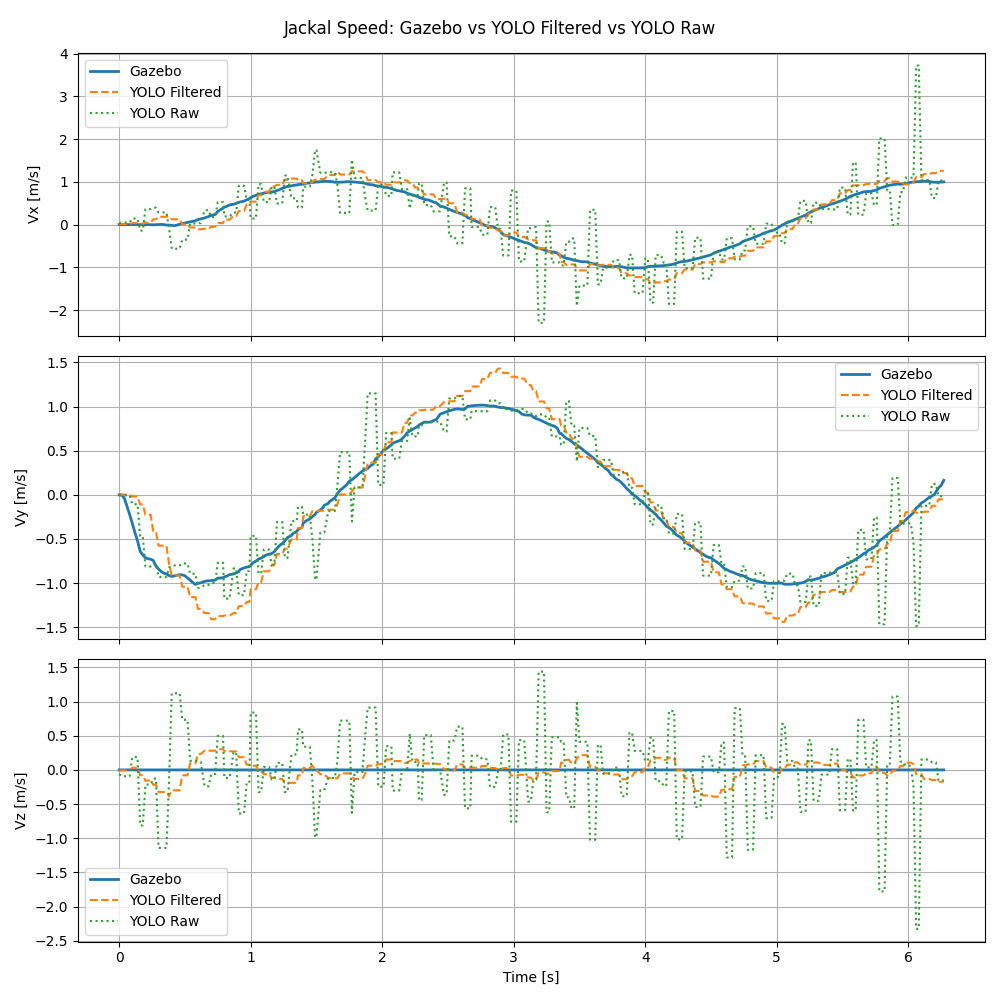 Jackal Speed: Gazebo vs YOLO Filtered vs YOLO Raw
Vx [m/s]
4
3
2
1
0
−1
−2
Gazebo
YOLO Filtered
YOLO Raw
Vy [m/s]
1.5
1.0
0.5
0.0
−0.5
−1.0
−1.5
Gazebo
YOLO Filtered
YOLO Raw
Vz [m/s]
1.5
1.0
0.5
0.0
−0.5
−1.0
−1.5
−2.0
−2.5
Gazebo
YOLO Filtered
YOLO Raw
0 1 2 3 4 5 6
Time [s]